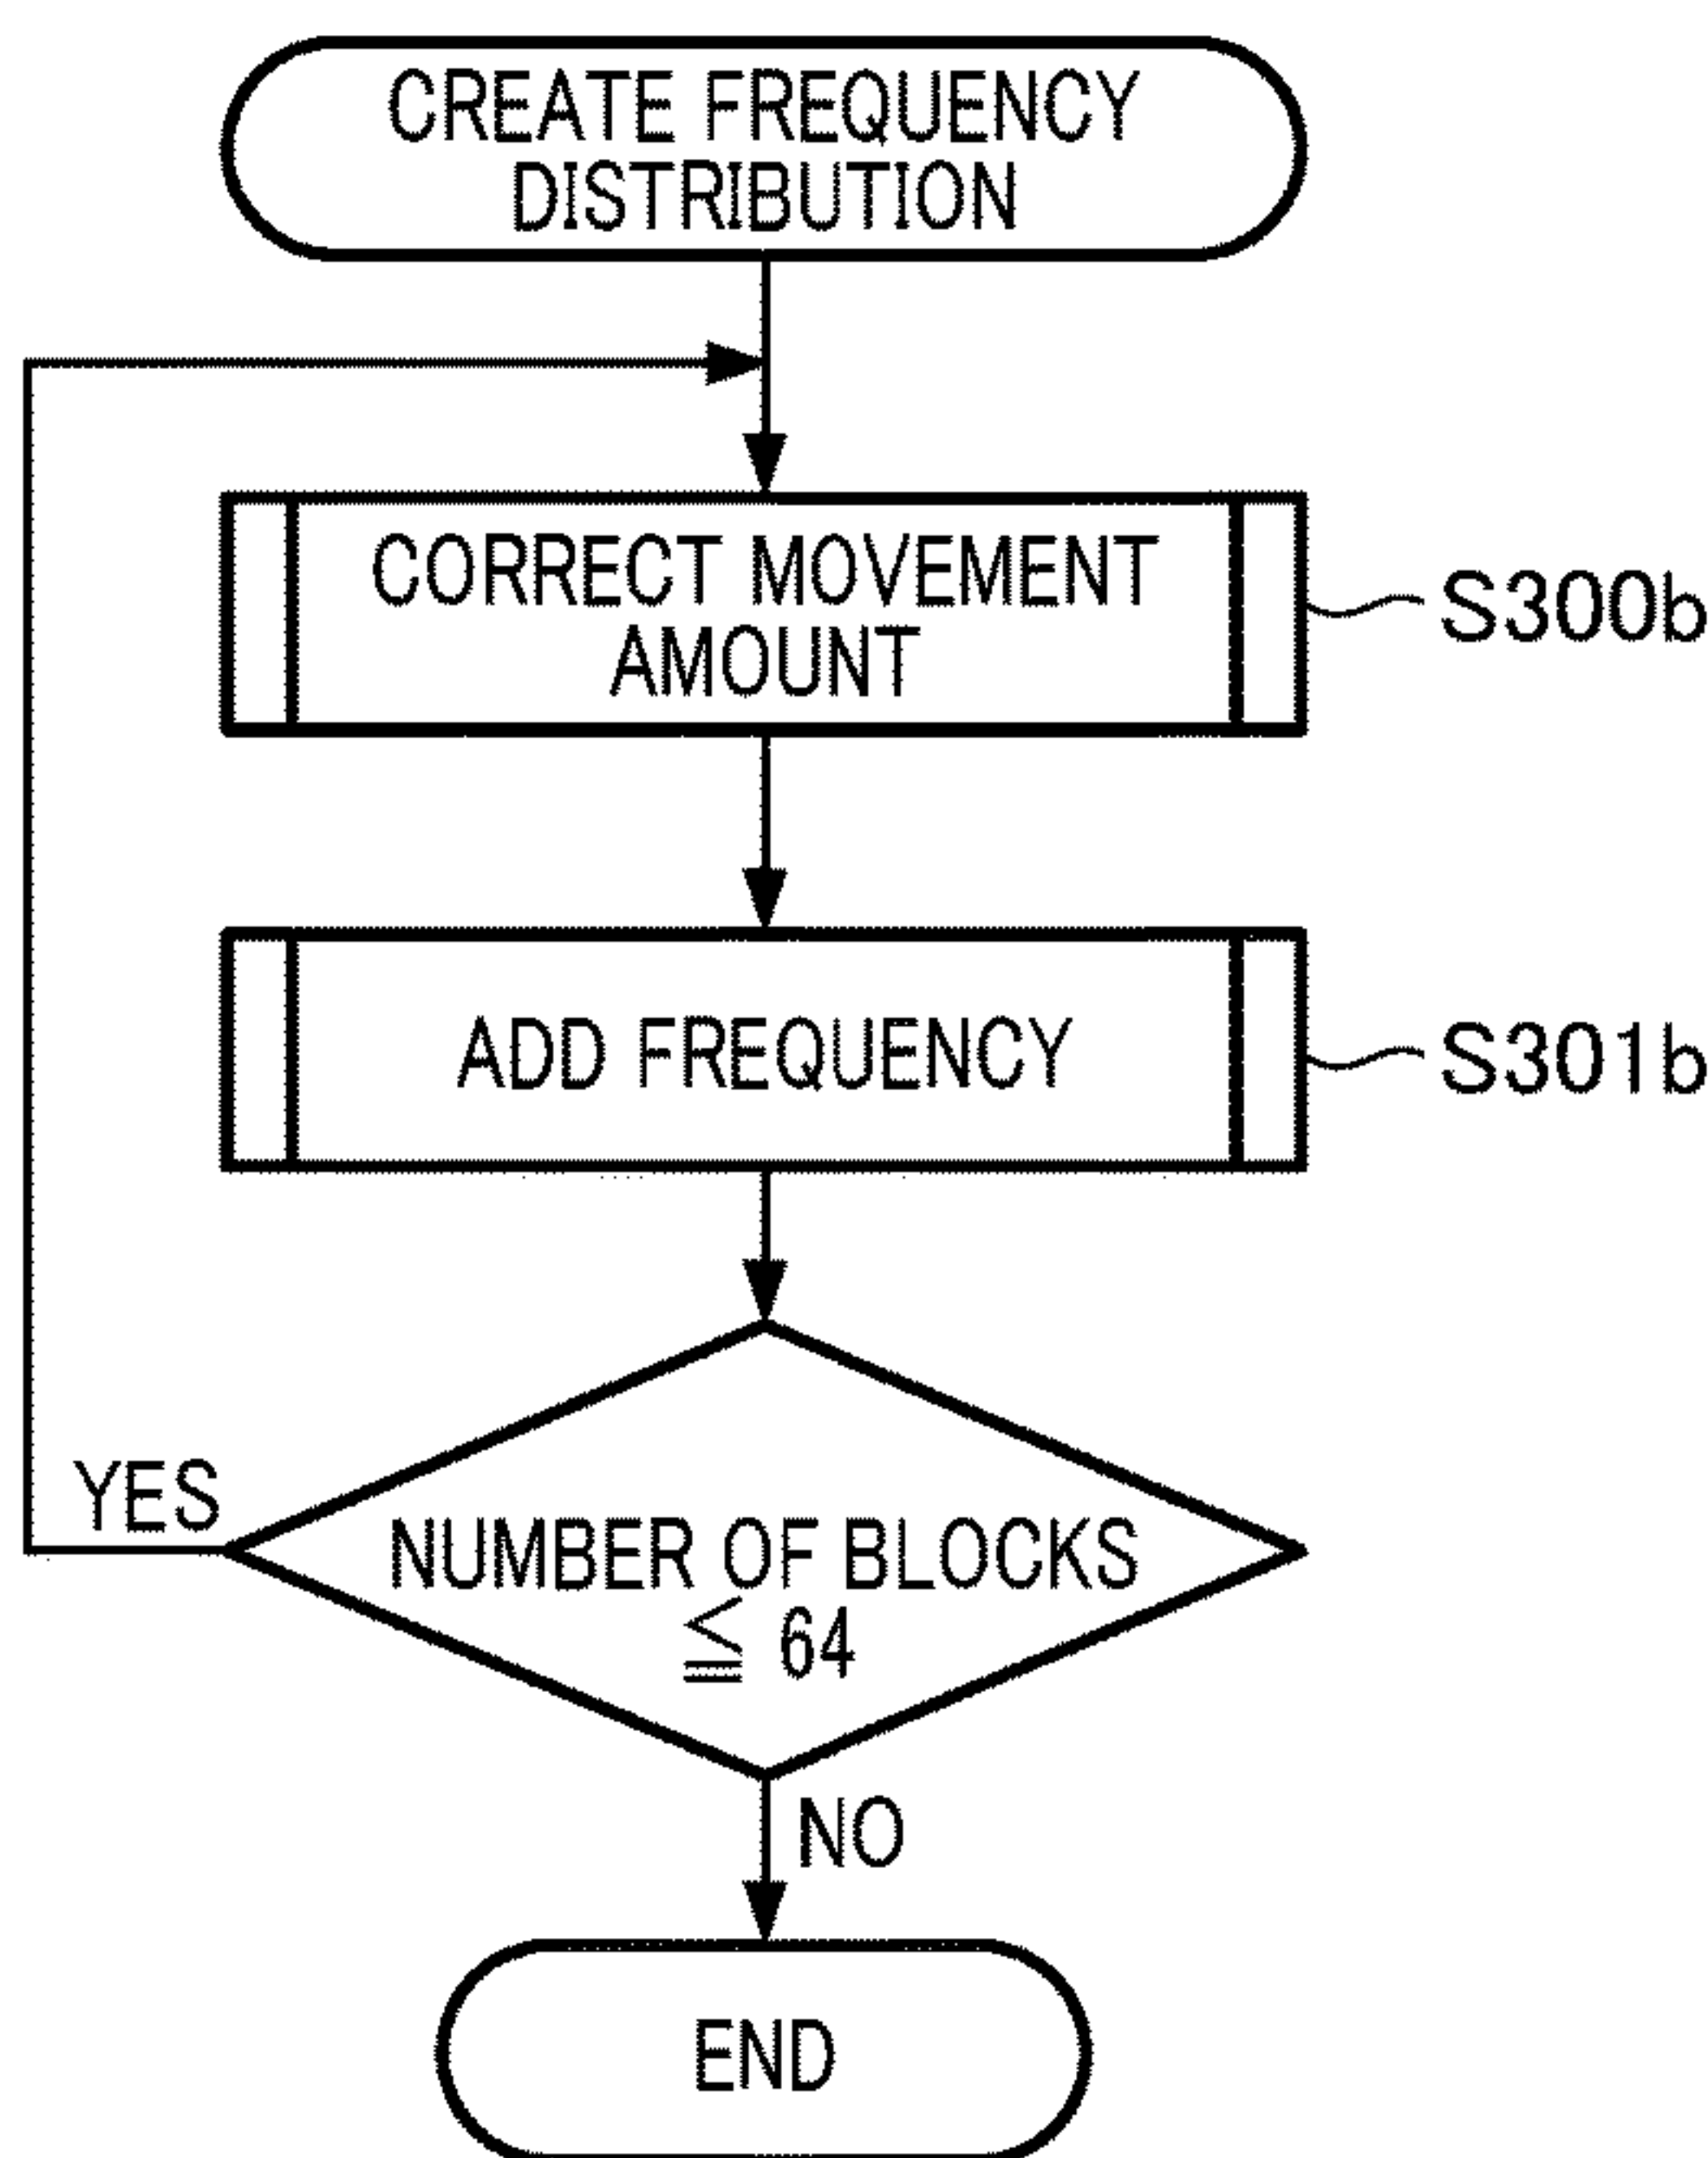 CREATE FREQUENCY
DISTRIBUTION
CORRECT MOVEMENT
AMOUNT
S300b
ADD FREQUENCY
S301b
YES
NUMBER OF BLOCKS
≦ 64
NO
END